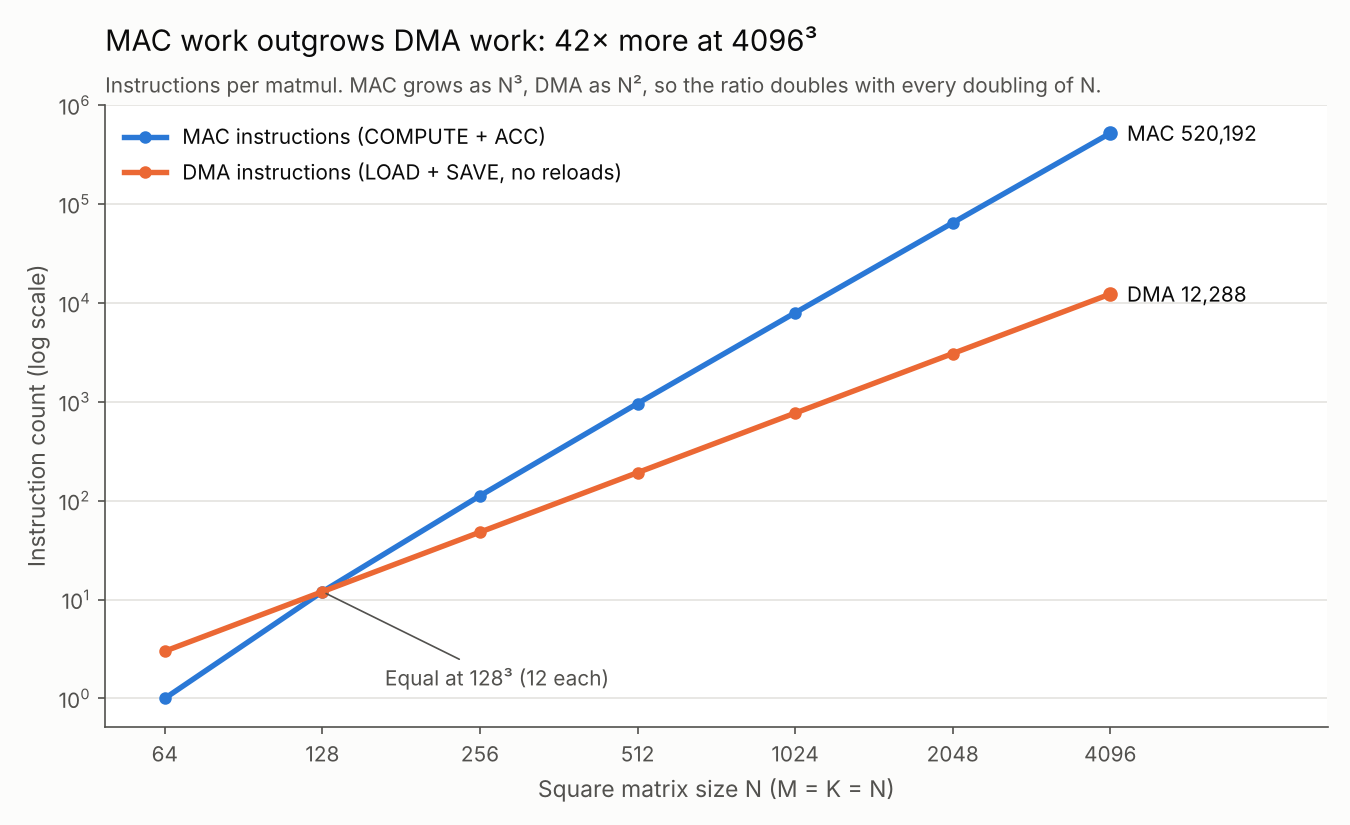 MAC work outgrows DMA work: 42× more at 4096³
Instructions per matmul. MAC grows as N³, DMA as N², so the ratio doubles with every doubling of N.
MAC instructions (COMPUTE + ACC)
DMA instructions (LOAD + SAVE, no reloads)
Instruction count (log scale)
10⁶
10⁵
10⁴
10³
10²
10¹
10⁰
MAC 520,192
DMA 12,288
Equal at 128³ (12 each)
64 128 256 512 1024 2048 4096
Square matrix size N (M = K = N)